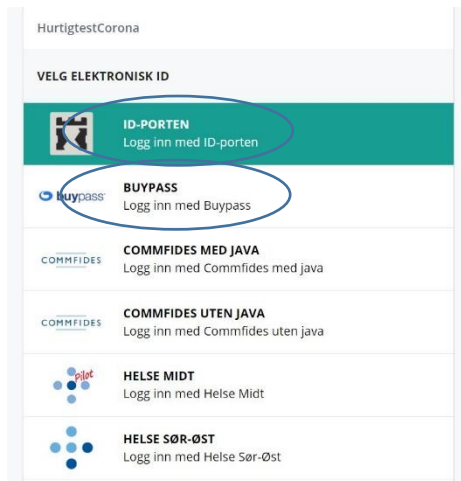 HurtigtestCorona
VELG ELEKTRONISK ID
ID-PORTEN
Logg inn med ID-porten
buypass
BUYPASS
Logg inn med Buypass
COMMFIDES
COMMFIDES MED JAVA
Logg inn med Commfides med java
COMMFIDES
COMMFIDES UTEN JAVA
Logg inn med Commfides uten java
Pilot
HELSE MIDT
Logg inn med Helse Midt
HELSE SØR-ØST
Logg inn med Helse Sør-Øst